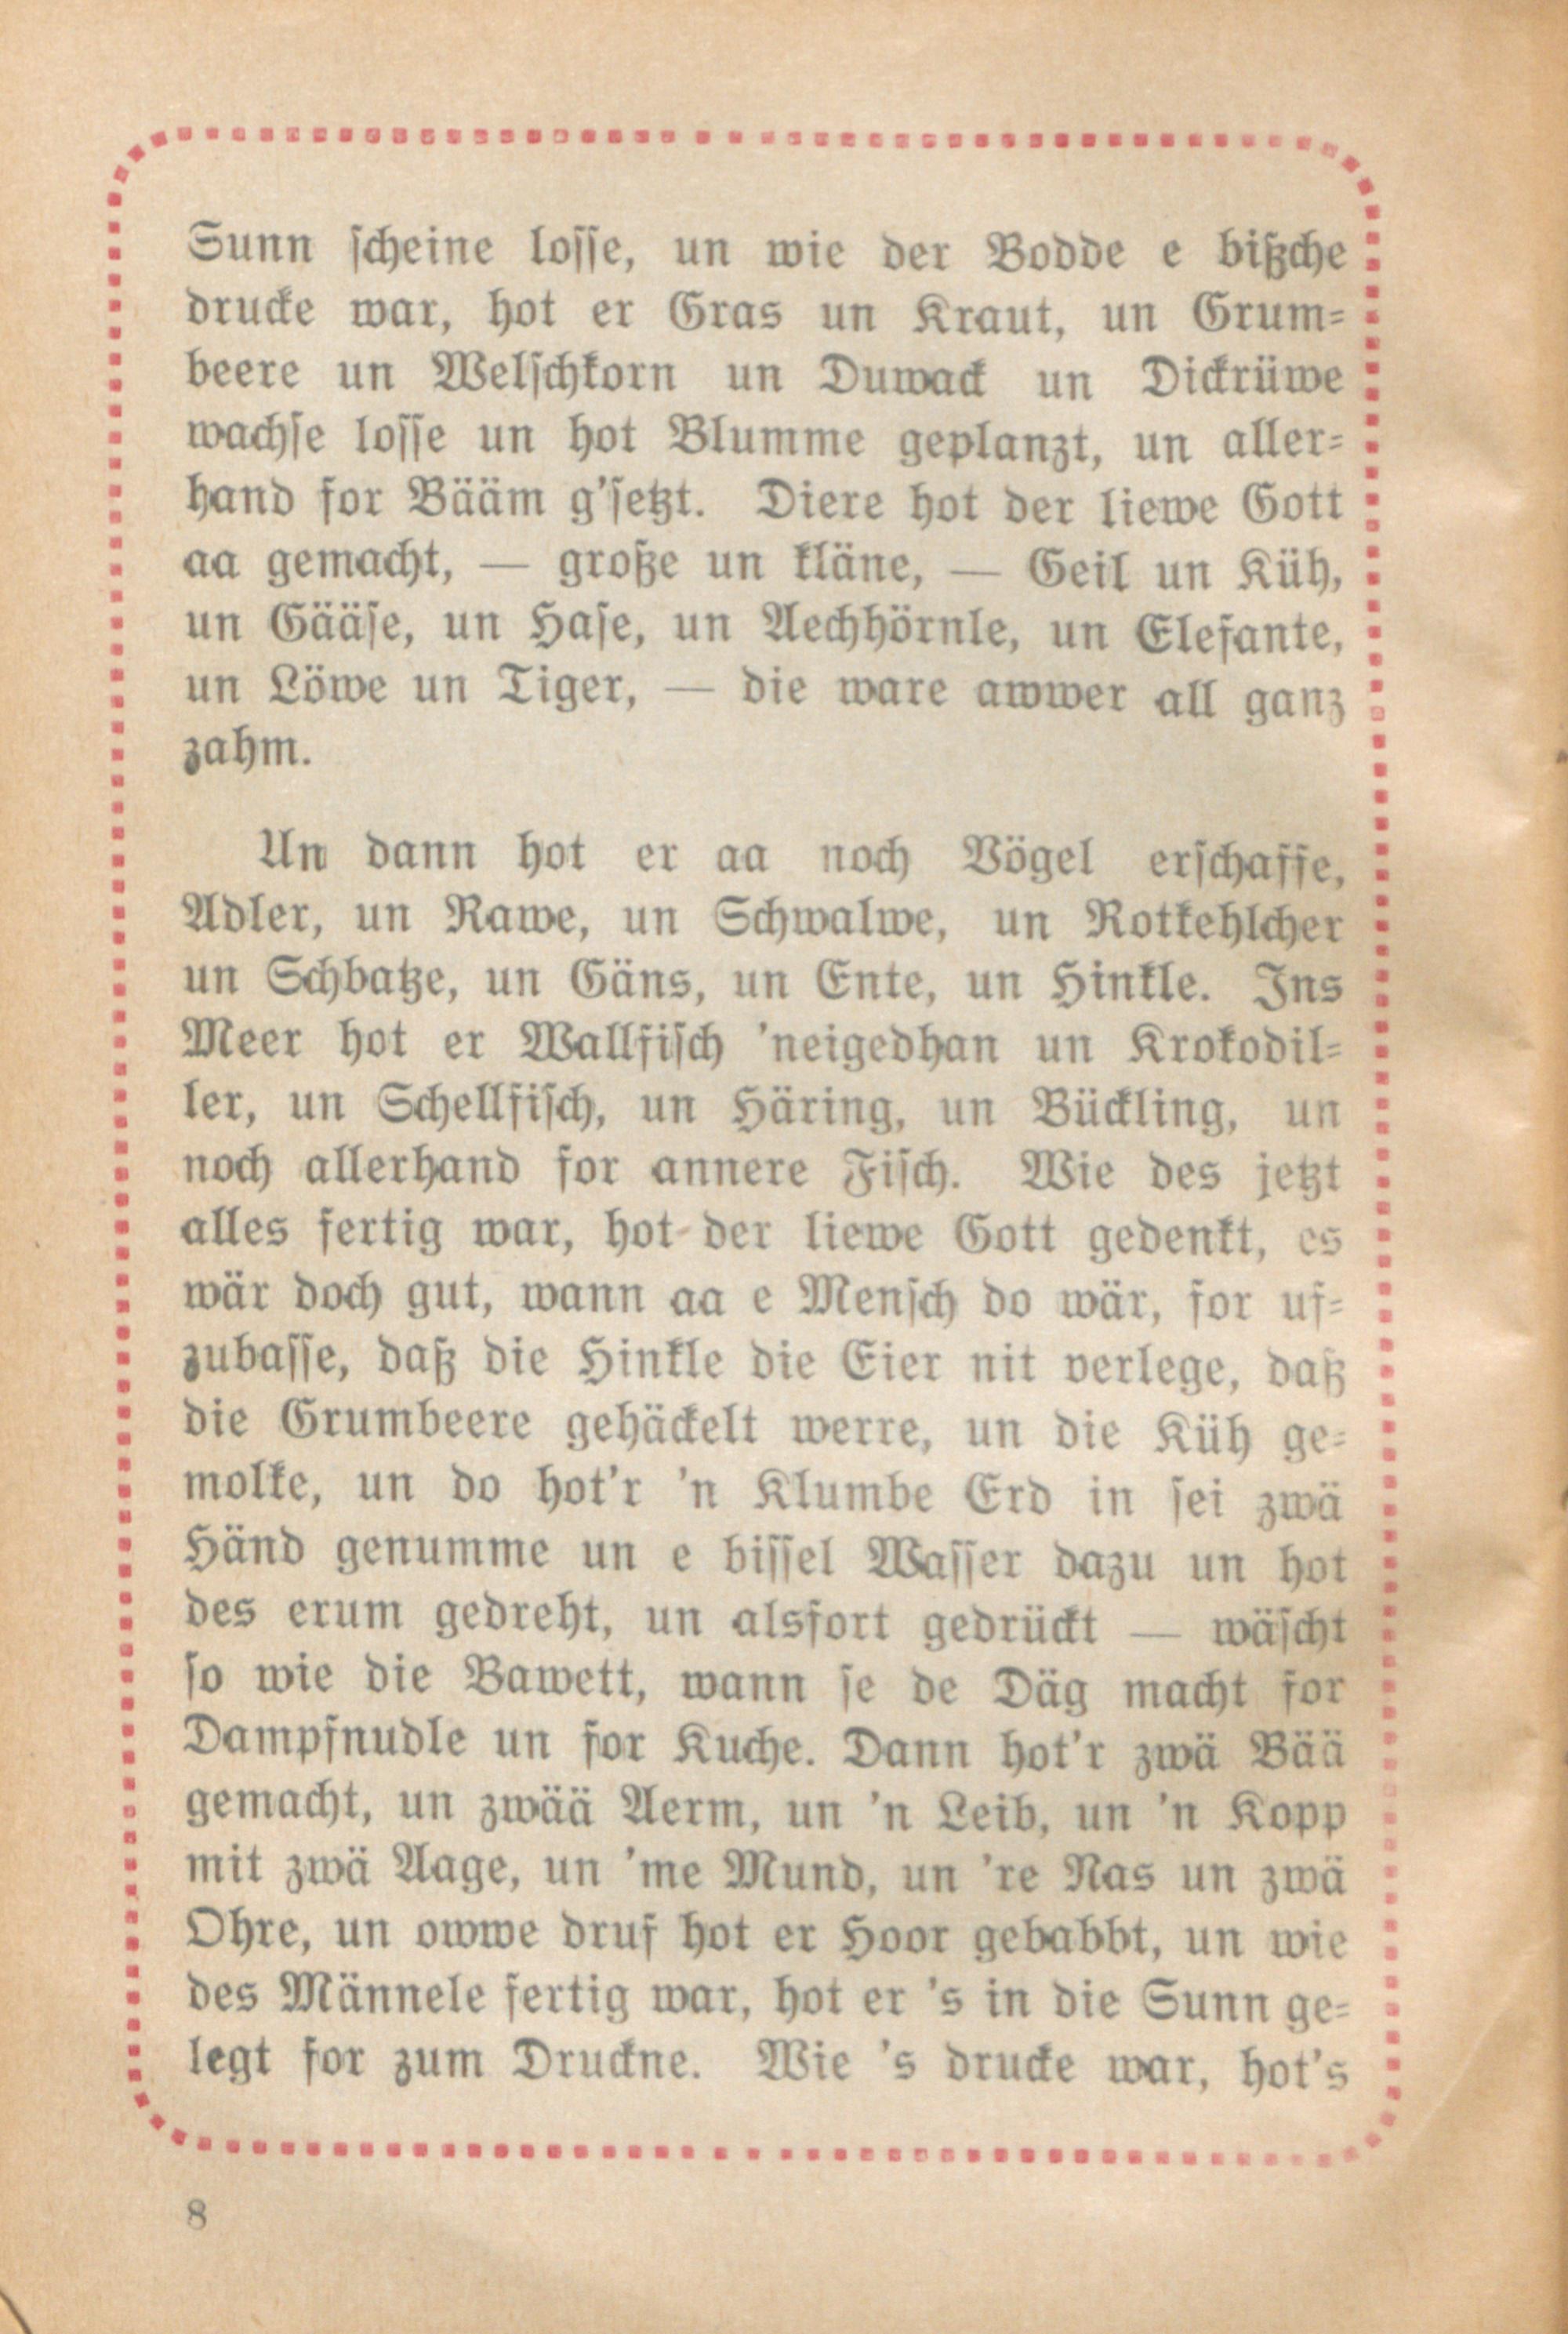 Sunn scheine losse, un wie der Bodde e bißche
drucke war, hot er Gras un Kraut, un Grum-
beere un Welschkorn un Duwack un Dickrüwe
wachse losse un hot Blumme geplanzt, un aller-
hand for Bääm g'setzt. Diere hot der liewe Gott
aa gemacht, — große un kläne, — Geil un Küh,
un Gääse, un Hase, un Aechhörnle, un Elefante,
un Löwe un Tiger, — die ware awwer all ganz
zahm.
Un dann hot er aa noch Vögel erschaffe,
Adler, un Rawe, un Schwalwe, un Rotkehlcher
un Schbatze, un Gäns, un Ente, un Hinkle. Ins
Meer hot er Wallfisch 'neigedhan un Krokodil-
ler, un Schellfisch, un Häring, un Bückling, un
noch allerhand for annere Fisch. Wie des jetzt
alles fertig war, hot der liewe Gott gedenkt, es
wär doch gut, wann aa e Mensch do wär, for uf-
zubasse, daß die Hinkle die Eier nit verlege, daß
die Grumbeere gehäckelt werre, un die Küh ge-
molke, un do hot'r 'n Klumbe Erd in sei zwä
Händ genumme un e bissel Wasser dazu un hot
des erum gedreht, un alsfort gedrückt — wäscht
so wie die Bawett, wann se de Däg macht for
Dampfnudle un for Kuche. Dann hot'r zwä Bää
gemacht, un zwää Aerm, un 'n Leib, un 'n Kopp
mit zwä Aage, un 'me Mund, un 're Nas un zwä
Ohre, un owwe druf hot er Hoor gebabbt, un wie
des Männele fertig war, hot er 's in die Sunn ge-
legt for zum Druckne. Wie 's drucke war, hot's
8